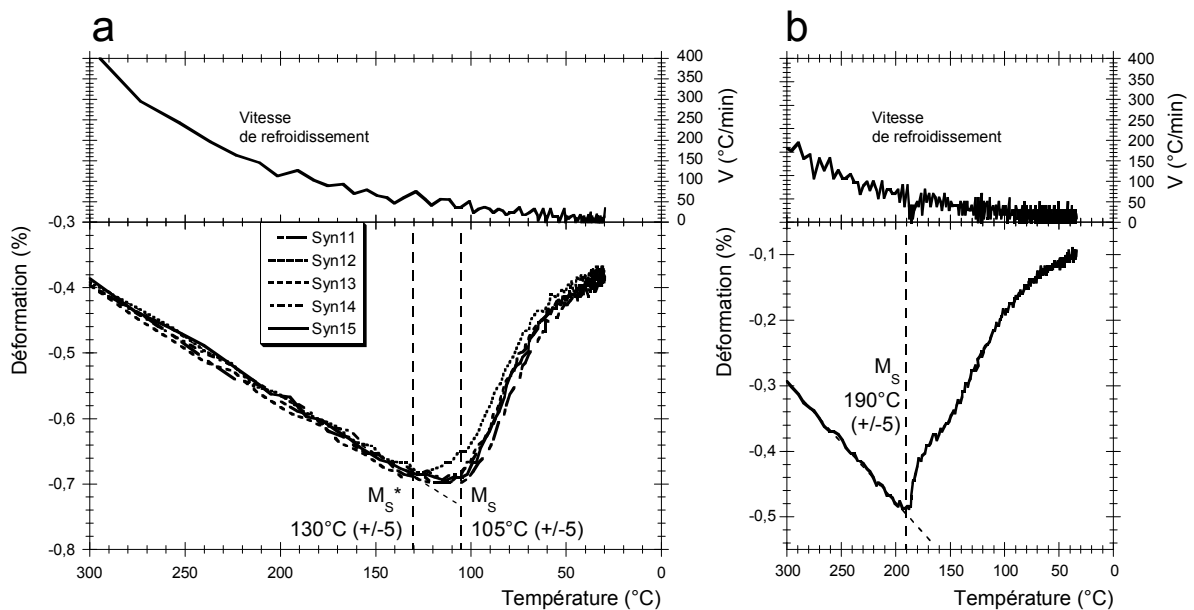 a
400
350
300
250
200
150
100
50
0
V (°C/min)
Vitesse
de refroidissement
-0,3
-0,4
-0,5
-0,6
-0,7
-0,8
Déformation (%)
Syn11
Syn12
Syn13
Syn14
Syn15
MS*
130°C (+/-5)
MS
105°C (+/-5)
300 250 200 150 100 50 0
Température (°C)
b
400
350
300
250
200
150
100
50
0
V (°C/min)
Vitesse
de refroidissement
-0,1
-0,2
-0,3
-0,4
-0,5
Déformation (%)
MS
190°C
(+/-5)
300 250 200 150 100 50 0
Température (°C)